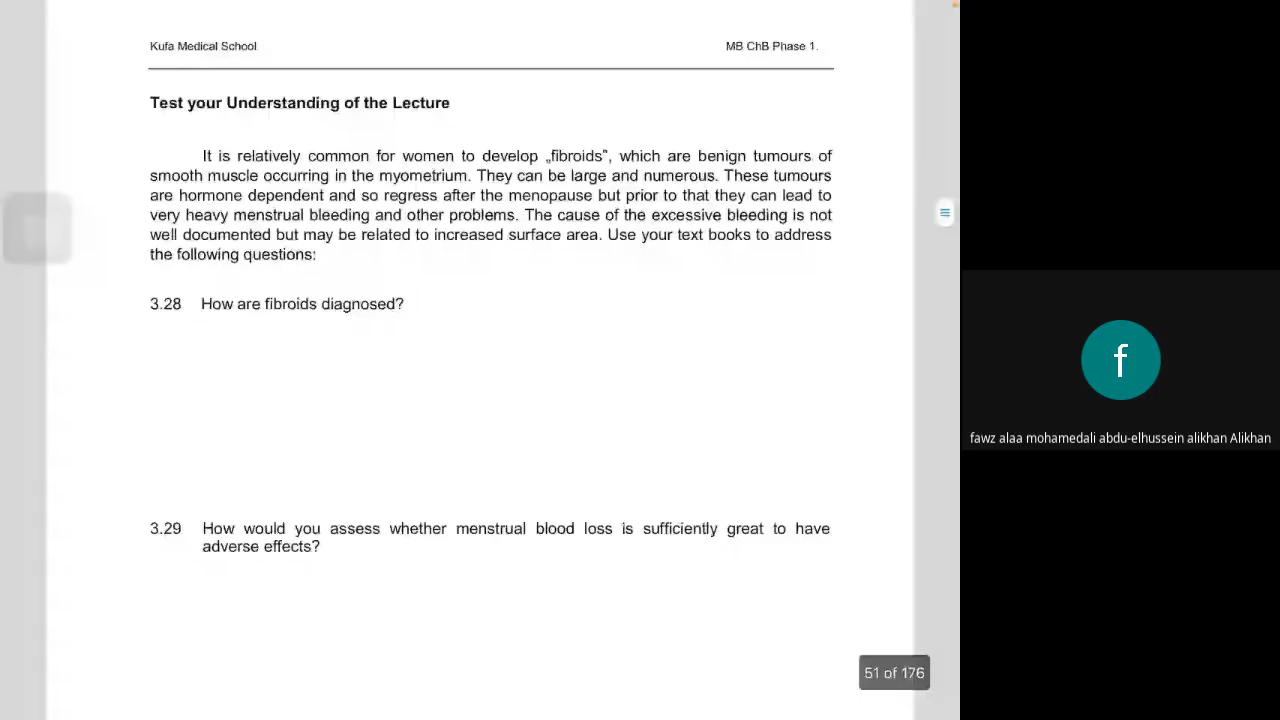 Kufa Medical School
MB ChB Phase 1.
Test your Understanding of the Lecture
It is relatively common for women to develop „fibroids‟, which are benign tumours of
smooth muscle occurring in the myometrium. They can be large and numerous. These tumours
are hormone dependent and so regress after the menopause but prior to that they can lead to
very heavy menstrual bleeding and other problems. The cause of the excessive bleeding is not
well documented but may be related to increased surface area. Use your text books to address
the following questions:
3.28 How are fibroids diagnosed?
3.29 How would you assess whether menstrual blood loss is sufficiently great to have
adverse effects?
51 of 176
f
fawz alaa mohamedali abdu-elhussein alikhan Alikhan